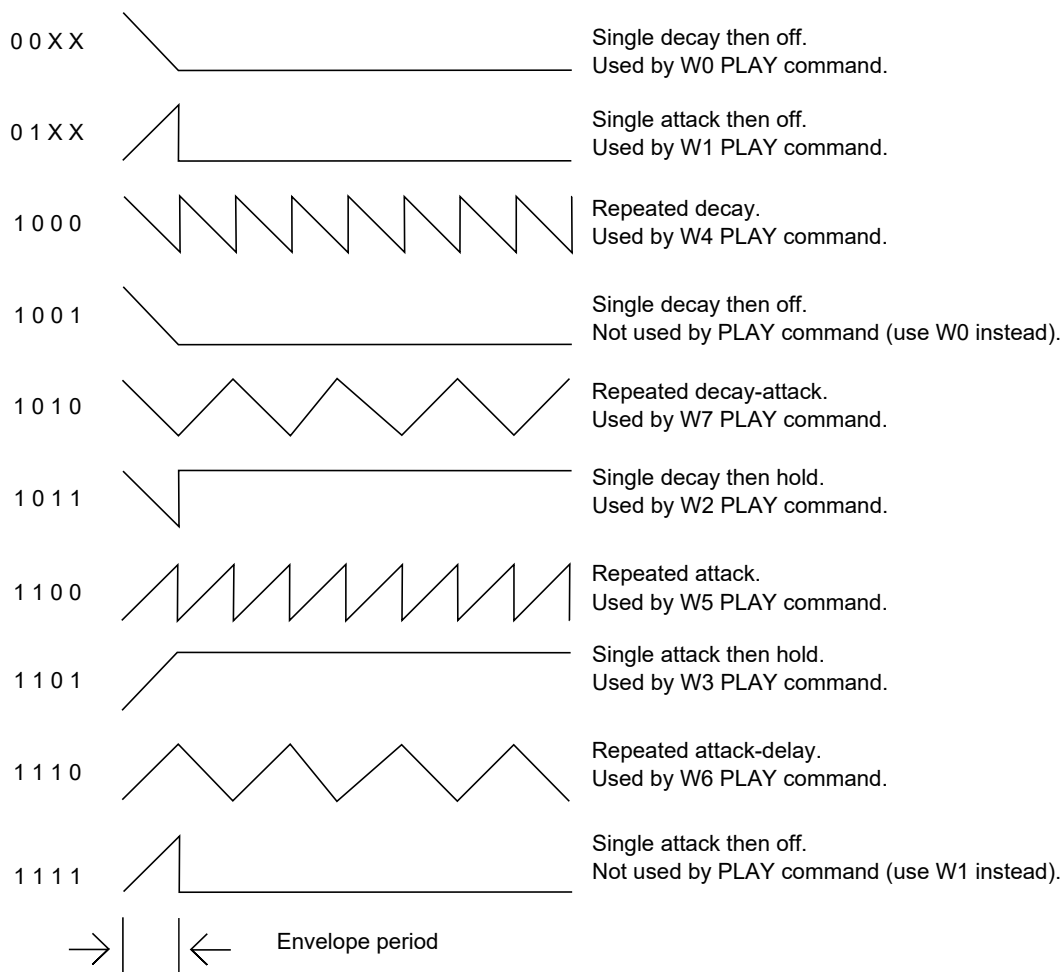 0 0 X X
Single decay then off.
Used by W0 PLAY command.
0 1 X X
Single attack then off.
Used by W1 PLAY command.
1 0 0 0
Repeated decay.
Used by W4 PLAY command.
1 0 0 1
Single decay then off.
Not used by PLAY command (use W0 instead).
1 0 1 0
Repeated decay-attack.
Used by W7 PLAY command.
1 0 1 1
Single decay then hold.
Used by W2 PLAY command.
1 1 0 0
Repeated attack.
Used by W5 PLAY command.
1 1 0 1
Single attack then hold.
Used by W3 PLAY command.
1 1 1 0
Repeated attack-delay.
Used by W6 PLAY command.
1 1 1 1
Single attack then off.
Not used by PLAY command (use W1 instead).
Envelope period